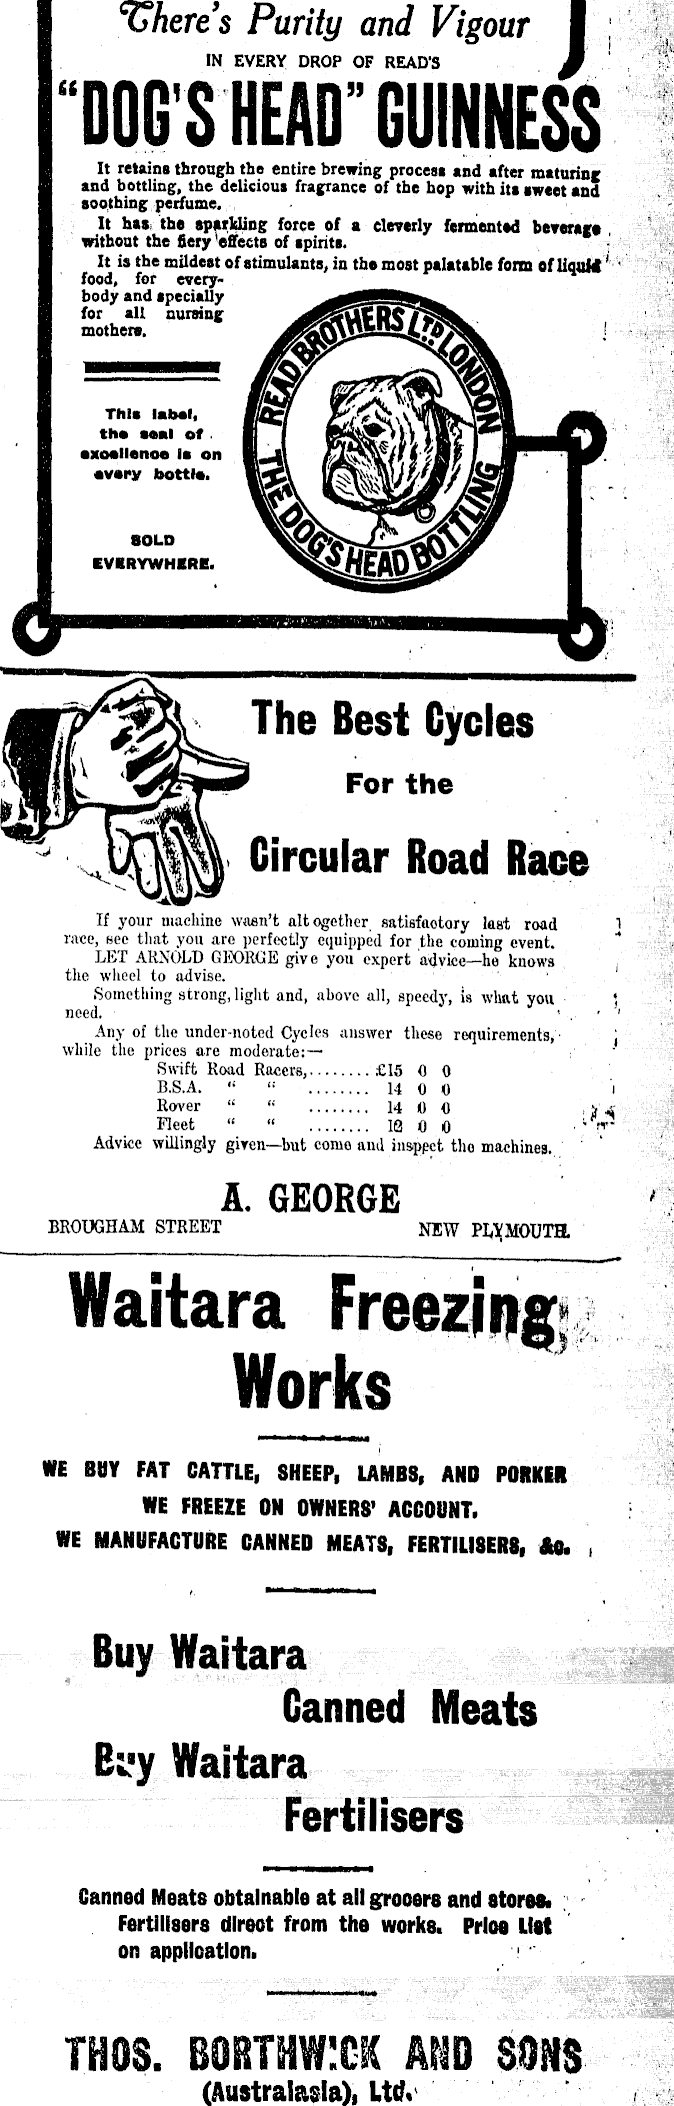 There's Purity and Vigour
IN EVERY DROP OF READ'S
"DOG'S HEAD" GUINNESS
It retains through the entire brewing process and after maturing
and bottling, the delicious fragrance of the hop with its sweet and
soothing perfume.
It has the sparkling force of a cleverly fermented beverage
without the fiery effects of spirits.
It is the mildest of stimulants, in the most palatable form of liquid
food, for every-
body and specially
for all nursing
mothers.
This label,
the seal of
excellence is on
every bottle.
SOLD
EVERYWHERE.
READ BROTHERS LTD. LONDON
THE DOG'S HEAD BOTTLING
The Best Cycles
For the
Circular Road Race
If your machine wasn't altogether satisfactory last road
race, see that you are perfectly equipped for the coming event.
LET ARNOLD GEORGE give you expert advice—he knows
the wheel to advise.
Something strong, light and, above all, speedy, is what you
need.
Any of the under-noted Cycles answer these requirements,
while the prices are moderate:—
Swift Road Racers,........ £15 0 0
B.S.A. " " ........ 14 0 0
Rover " " ........ 14 0 0
Fleet " " ........ 12 0 0
Advice willingly given—but come and inspect the machines.
A. GEORGE
BROUGHAM STREET NEW PLYMOUTH.
Waitara Freezing
Works
WE BUY FAT CATTLE, SHEEP, LAMBS, AND PORKER
WE FREEZE ON OWNERS' ACCOUNT.
WE MANUFACTURE CANNED MEATS, FERTILISERS, &c.
Buy Waitara
Canned Meats
Buy Waitara
Fertilisers
Canned Meats obtainable at all grocers and stores.
Fertilisers direct from the works. Price List
on application.
THOS. BORTHWICK AND SONS
(Australasia), Ltd.